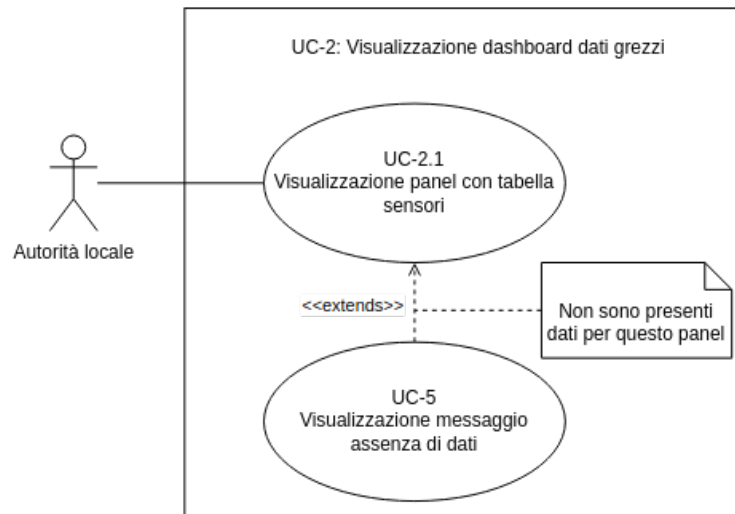 UC-2: Visualizzazione dashboard dati grezzi
UC-2.1
Visualizzazione panel con tabella
sensori
Autorità locale
<<extends>>
Non sono presenti
dati per questo panel
UC-5
Visualizzazione messaggio
assenza di dati